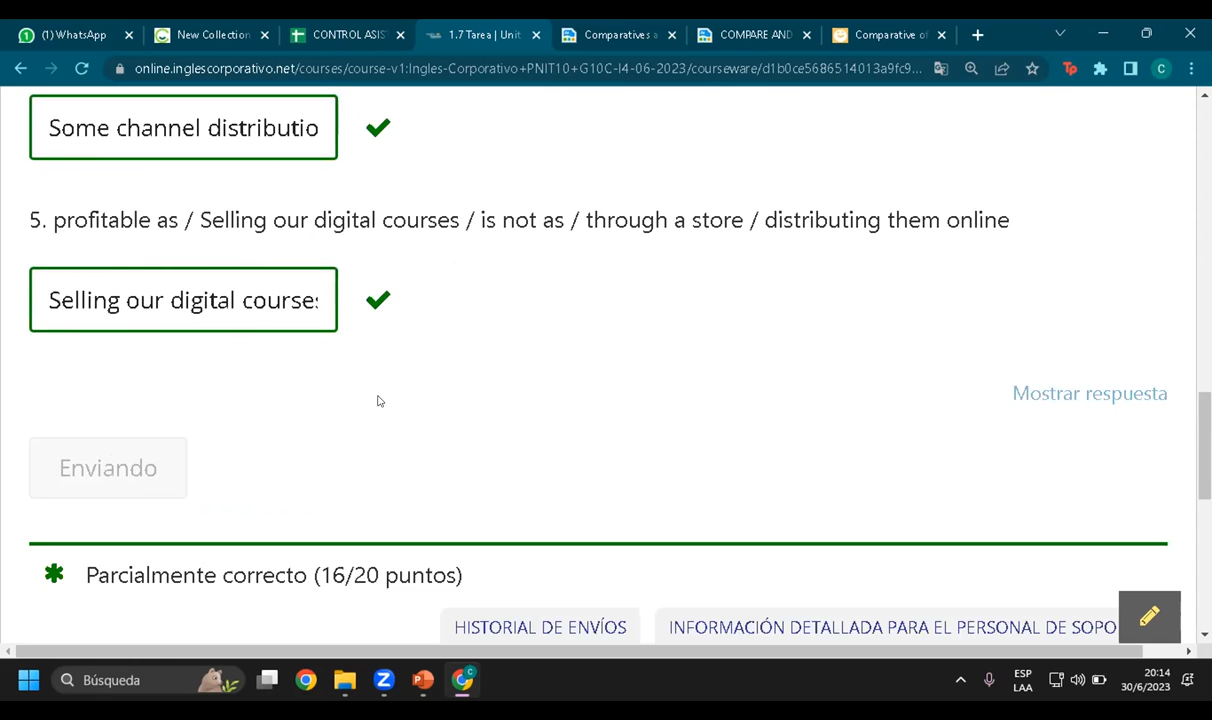 (1) WhatsApp
New Collection
CONTROL ASIS
1.7 Tarea | Unit
Comparatives a
COMPARE AND
Comparative of
online.inglescorporativo.net/courses/course-v1:Ingles-Corporativo+PNIT10+G10C-I4-06-2023/courseware/d1b0ce5686514013a9fc9...
Some channel distributio
5. profitable as / Selling our digital courses / is not as / through a store / distributing them online
Selling our digital course
Mostrar respuesta
Enviando
Parcialmente correcto (16/20 puntos)
HISTORIAL DE ENVÍOS
INFORMACIÓN DETALLADA PARA EL PERSONAL DE SOPO
Búsqueda
ESP
LAA
20:14
30/6/2023